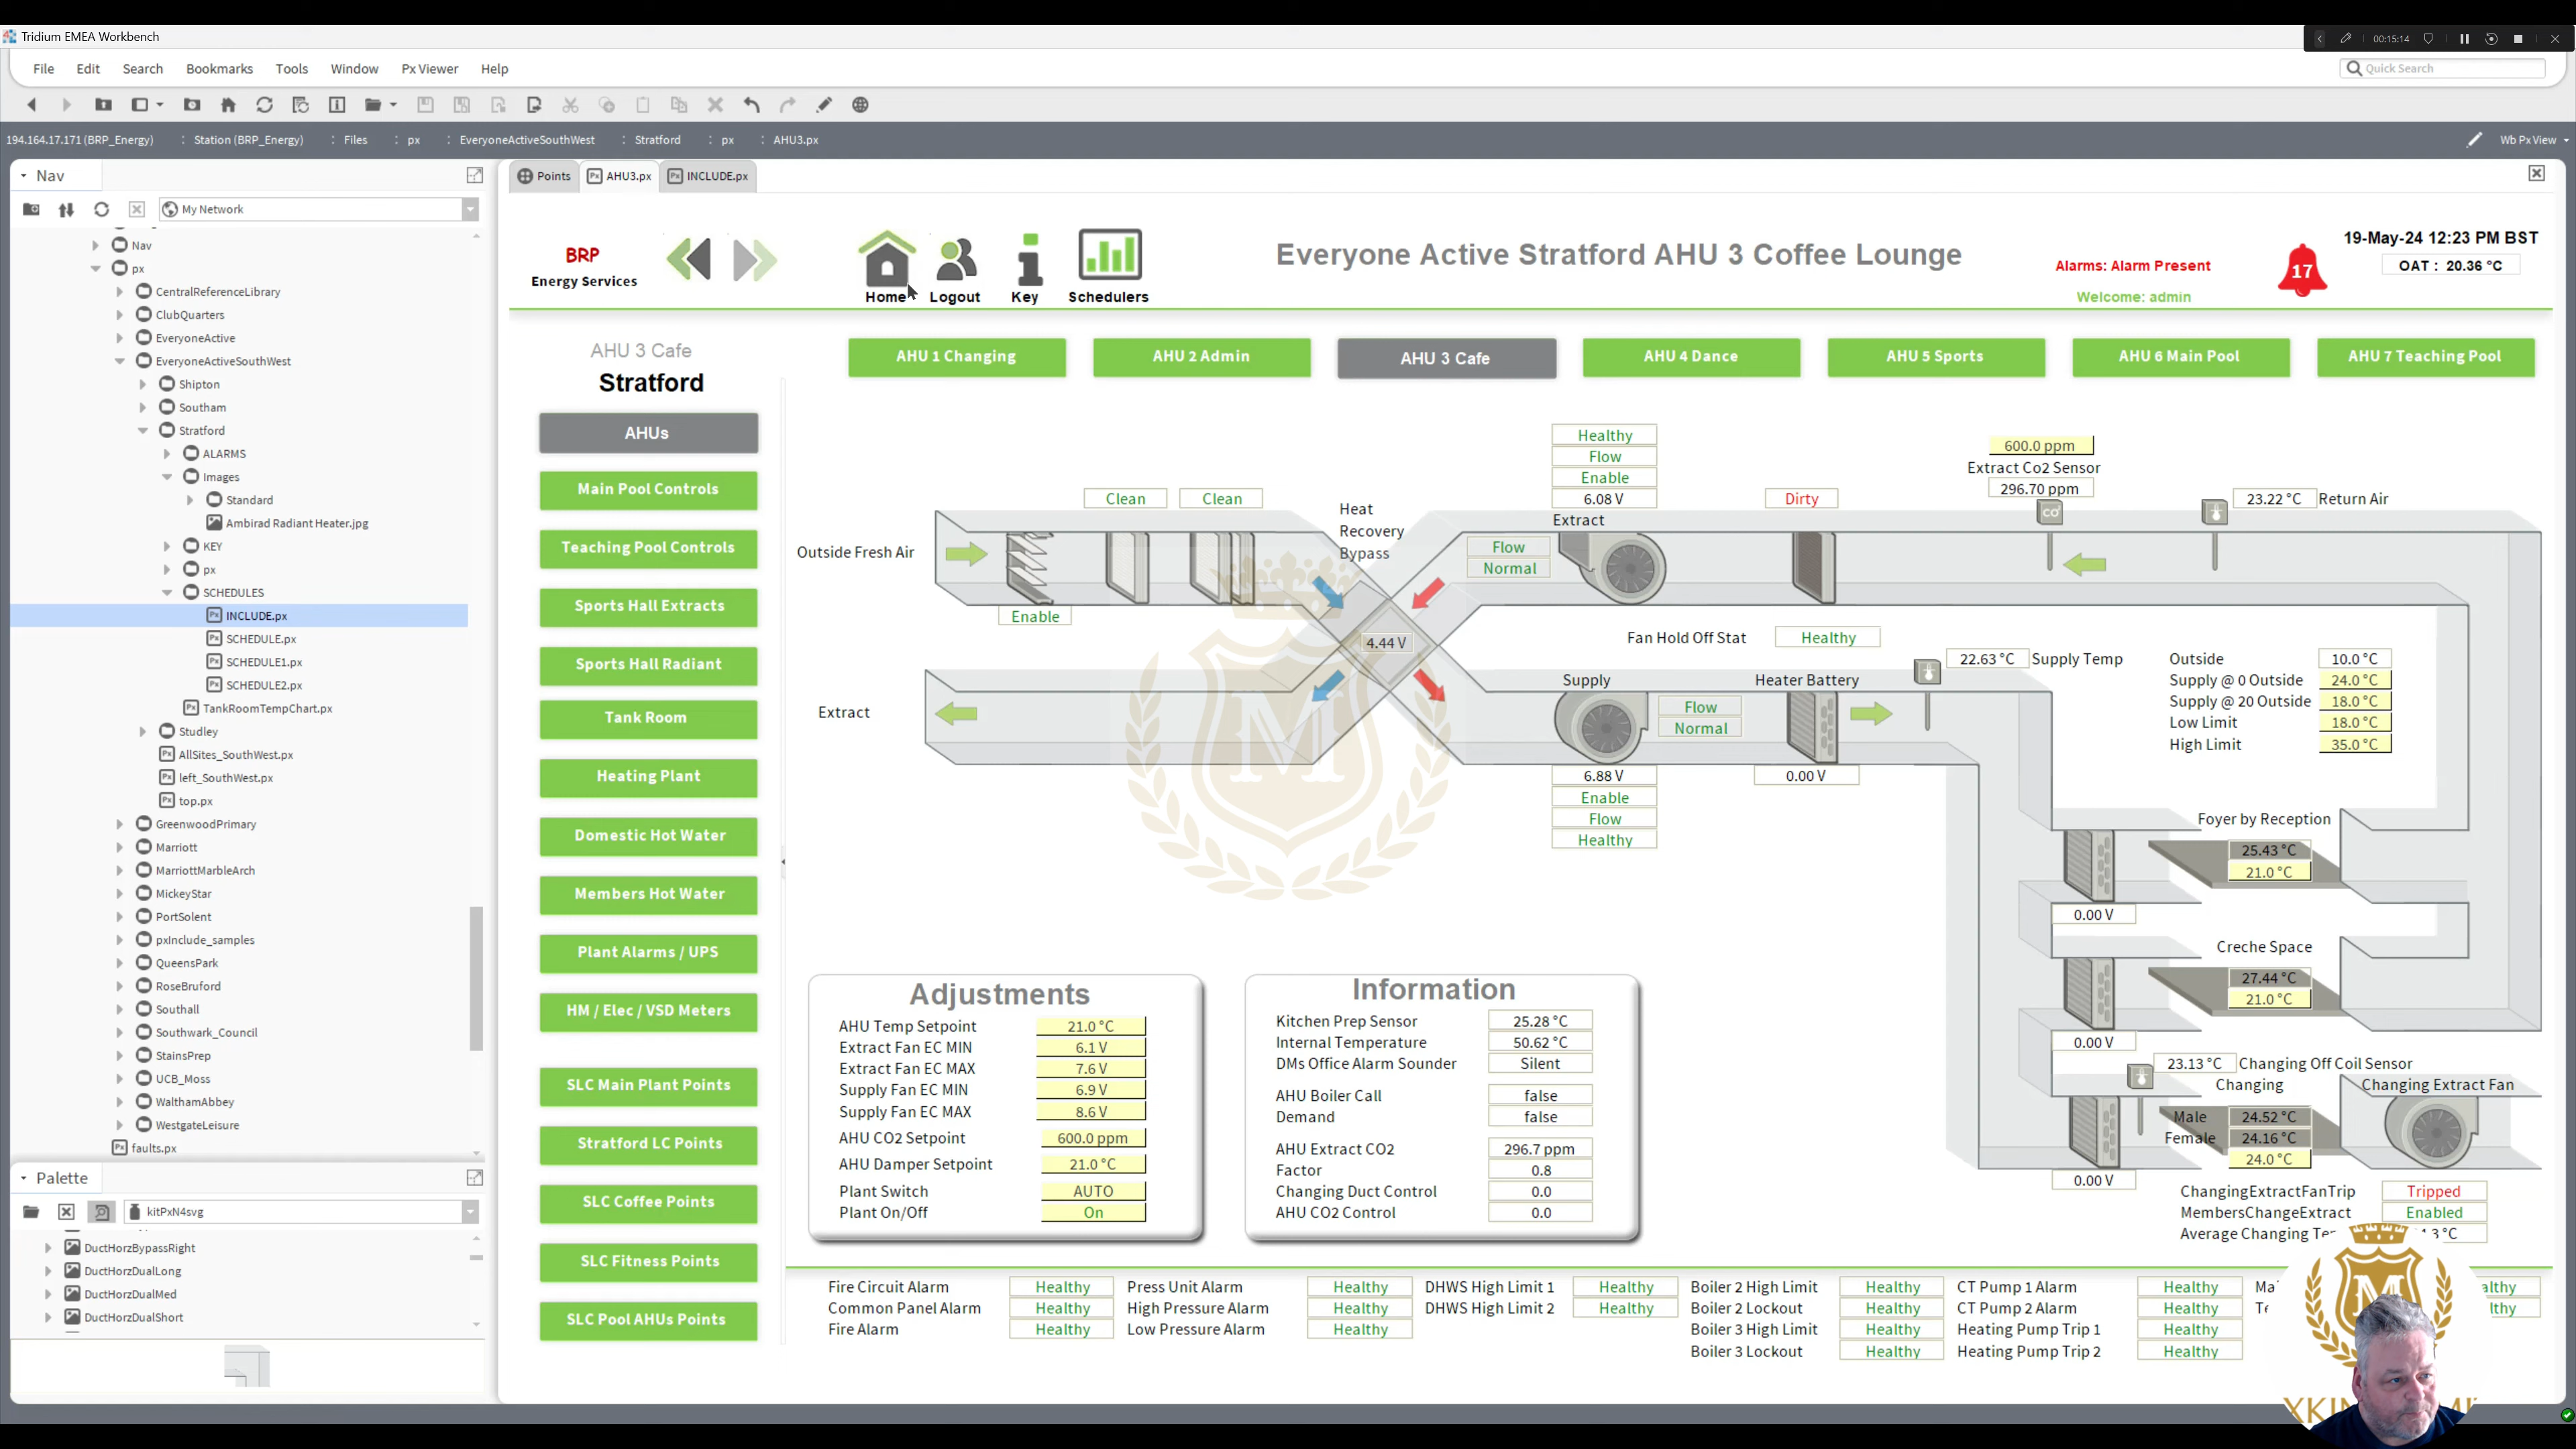 Tridium EMEA Workbench
00:15:14
File Edit Search Bookmarks Tools Window Px Viewer Help
Quick Search
194.164.17.171 (BRP_Energy) : Station (BRP_Energy) : Files : px : EveryoneActiveSouthWest : Stratford : px : AHU3.px
Wb Px View
Nav
My Network
Nav
px
CentralReferenceLibrary
ClubQuarters
EveryoneActive
EveryoneActiveSouthWest
Shipton
Southam
Stratford
ALARMS
Images
Standard
Ambirad Radiant Heater.jpg
KEY
px
SCHEDULES
INCLUDE.px
SCHEDULE.px
SCHEDULE1.px
SCHEDULE2.px
TankRoomTempChart.px
Studley
AllSites_SouthWest.px
left_SouthWest.px
top.px
GreenwoodPrimary
Marriott
MarriottMarbleArch
MickeyStar
PortSolent
pxInclude_samples
QueensPark
RoseBruford
Southall
Southwark_Council
StainsPrep
UCB_Moss
WalthamAbbey
WestgateLeisure
faults.px
Palette
kitPxN4svg
DuctHorzBypassRight
DuctHorzDualLong
DuctHorzDualMed
DuctHorzDualShort
Points AHU3.px INCLUDE.px
BRP
Energy Services
Home Logout Key Schedulers
Everyone Active Stratford AHU 3 Coffee Lounge
Alarms: Alarm Present
Welcome: admin
17
19-May-24 12:23 PM BST
OAT : 20.36 °C
AHU 3 Cafe
Stratford
AHUs
Main Pool Controls
Teaching Pool Controls
Sports Hall Extracts
Sports Hall Radiant
Tank Room
Heating Plant
Domestic Hot Water
Members Hot Water
Plant Alarms / UPS
HM / Elec / VSD Meters
SLC Main Plant Points
Stratford LC Points
SLC Coffee Points
SLC Fitness Points
SLC Pool AHUs Points
AHU 1 Changing
AHU 2 Admin
AHU 3 Cafe
AHU 4 Dance
AHU 5 Sports
AHU 6 Main Pool
AHU 7 Teaching Pool
Outside Fresh Air
Clean
Clean
Enable
Heat
Recovery
Bypass
Healthy
Flow
Enable
6.08 V
Extract
Flow
Normal
Dirty
600.0 ppm
Extract Co2 Sensor
296.70 ppm
CO²
23.22 °C Return Air
4.44 V
M
Extract
Fan Hold Off Stat Healthy
Supply
Flow
Normal
6.88 V
Enable
Flow
Healthy
Heater Battery
0.00 V
22.63 °C Supply Temp
Outside 10.0 °C
Supply @ 0 Outside 24.0 °C
Supply @ 20 Outside 18.0 °C
Low Limit 18.0 °C
High Limit 35.0 °C
Foyer by Reception
25.43 °C
21.0 °C
0.00 V
Creche Space
27.44 °C
21.0 °C
0.00 V
23.13 °C Changing Off Coil Sensor
Changing Changing Extract Fan
Male 24.52 °C
Female 24.16 °C
24.0 °C
0.00 V
ChangingExtractFanTrip Tripped
MembersChangeExtract Enabled
Average Changing
Adjustments
AHU Temp Setpoint 21.0 °C
Extract Fan EC MIN 6.1 V
Extract Fan EC MAX 7.6 V
Supply Fan EC MIN 6.9 V
Supply Fan EC MAX 8.6 V
AHU CO2 Setpoint 600.0 ppm
AHU Damper Setpoint 21.0 °C
Plant Switch AUTO
Plant On/Off On
Information
Kitchen Prep Sensor 25.28 °C
Internal Temperature 50.62 °C
DMs Office Alarm Sounder Silent
AHU Boiler Call false
Demand false
AHU Extract CO2 296.7 ppm
Factor 0.8
Changing Duct Control 0.0
AHU CO2 Control 0.0
Fire Circuit Alarm Healthy Press Unit Alarm Healthy DHWS High Limit 1 Healthy Boiler 2 High Limit Healthy CT Pump 1 Alarm Healthy
Common Panel Alarm Healthy High Pressure Alarm Healthy DHWS High Limit 2 Healthy Boiler 2 Lockout Healthy CT Pump 2 Alarm Healthy
Fire Alarm Healthy Low Pressure Alarm Healthy Boiler 3 High Limit Healthy Heating Pump Trip 1 Healthy
Boiler 3 Lockout Healthy Heating Pump Trip 2 Healthy